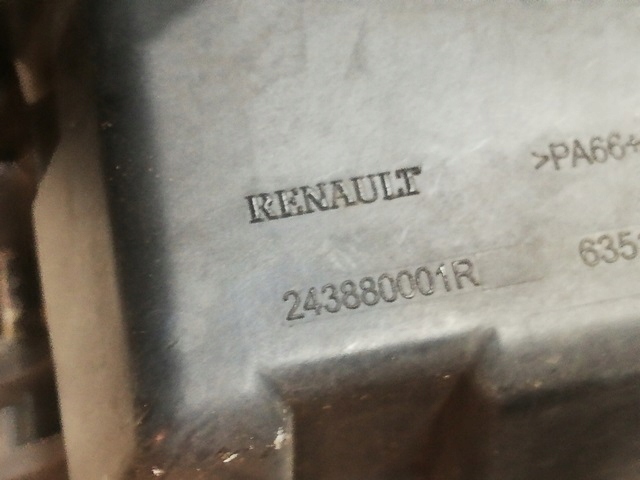 RENAULT
>PA66+
243880001R
635